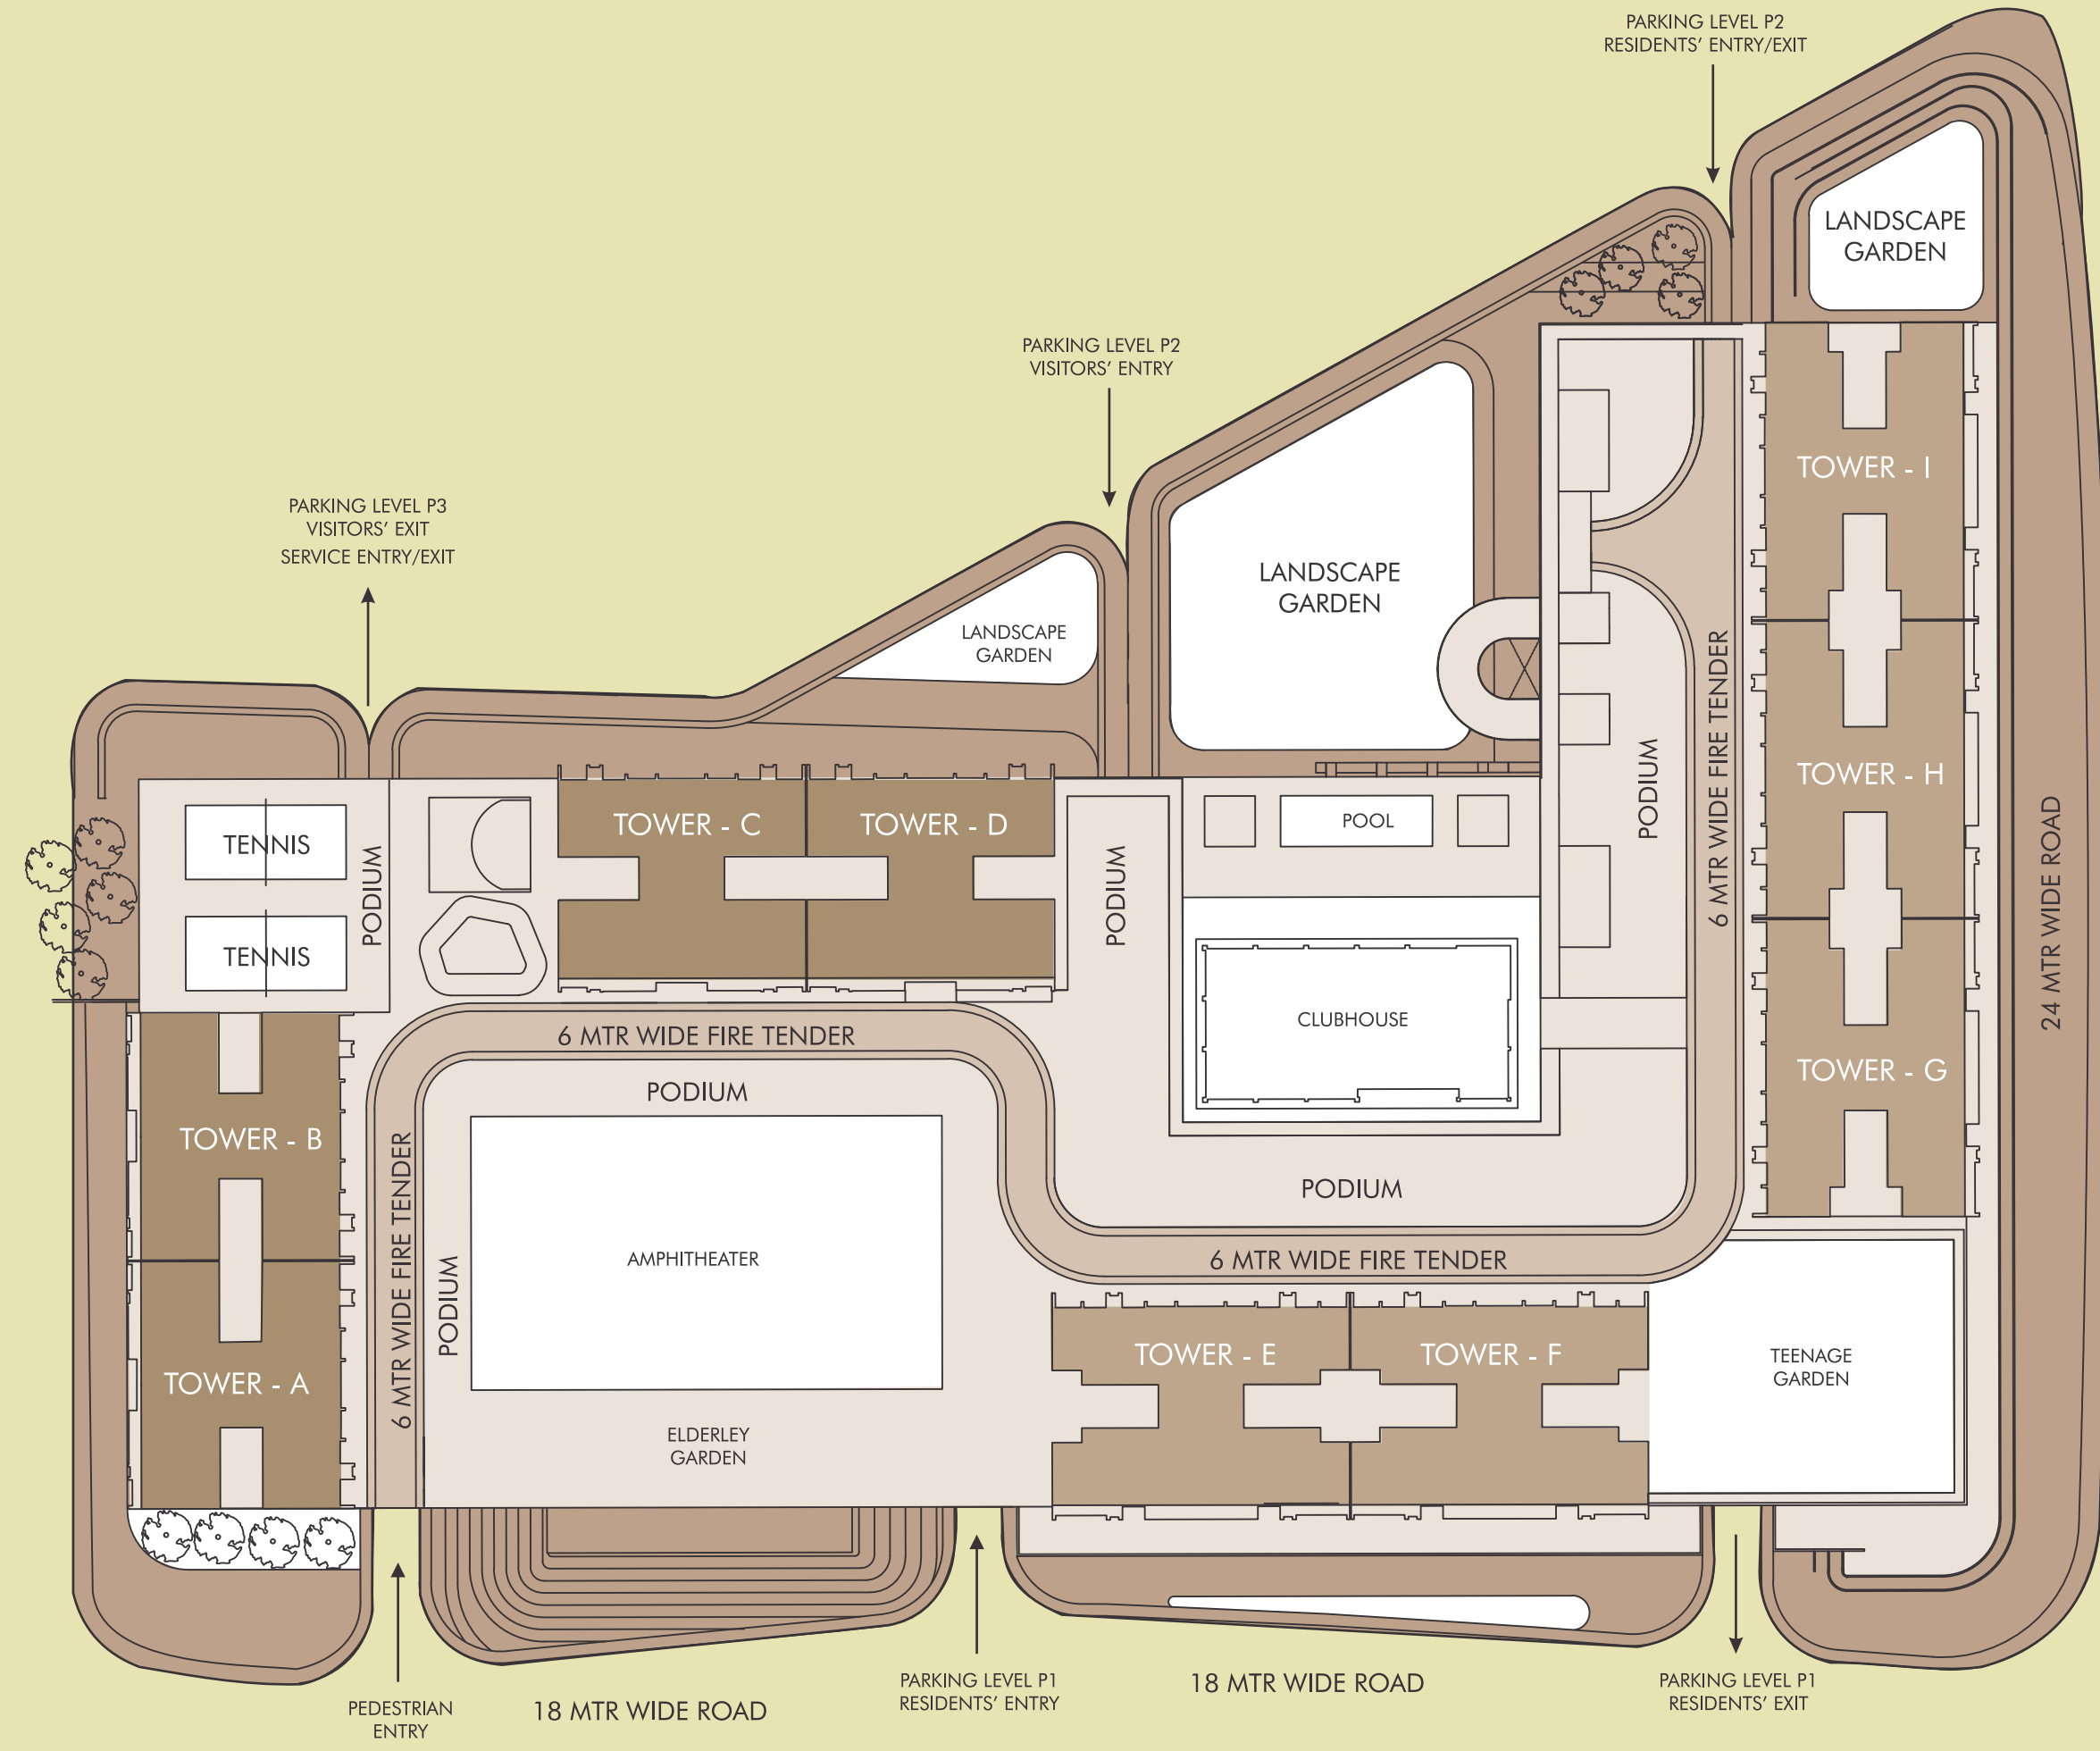 PARKING LEVEL P2
RESIDENTS' ENTRY/EXIT
LANDSCAPE
GARDEN
PARKING LEVEL P2
VISITORS' ENTRY
TOWER - I
PARKING LEVEL P3
VISITORS' EXIT
SERVICE ENTRY/EXIT
LANDSCAPE
GARDEN
LANDSCAPE
GARDEN
6 MTR WIDE FIRE TENDER
PODIUM
TOWER - H
TOWER - C
TOWER - D
POOL
TENNIS
PODIUM
PODIUM
24 MTR WIDE ROAD
TENNIS
CLUBHOUSE
6 MTR WIDE FIRE TENDER
TOWER - G
PODIUM
TOWER - B
6 MTR WIDE FIRE TENDER
PODIUM
AMPHITHEATER
PODIUM
6 MTR WIDE FIRE TENDER
TOWER - A
TOWER - E
TOWER - F
TEENAGE
GARDEN
ELDERLEY
GARDEN
PARKING LEVEL P1
RESIDENTS' ENTRY
18 MTR WIDE ROAD
PARKING LEVEL P1
RESIDENTS' EXIT
PEDESTRIAN
ENTRY
18 MTR WIDE ROAD